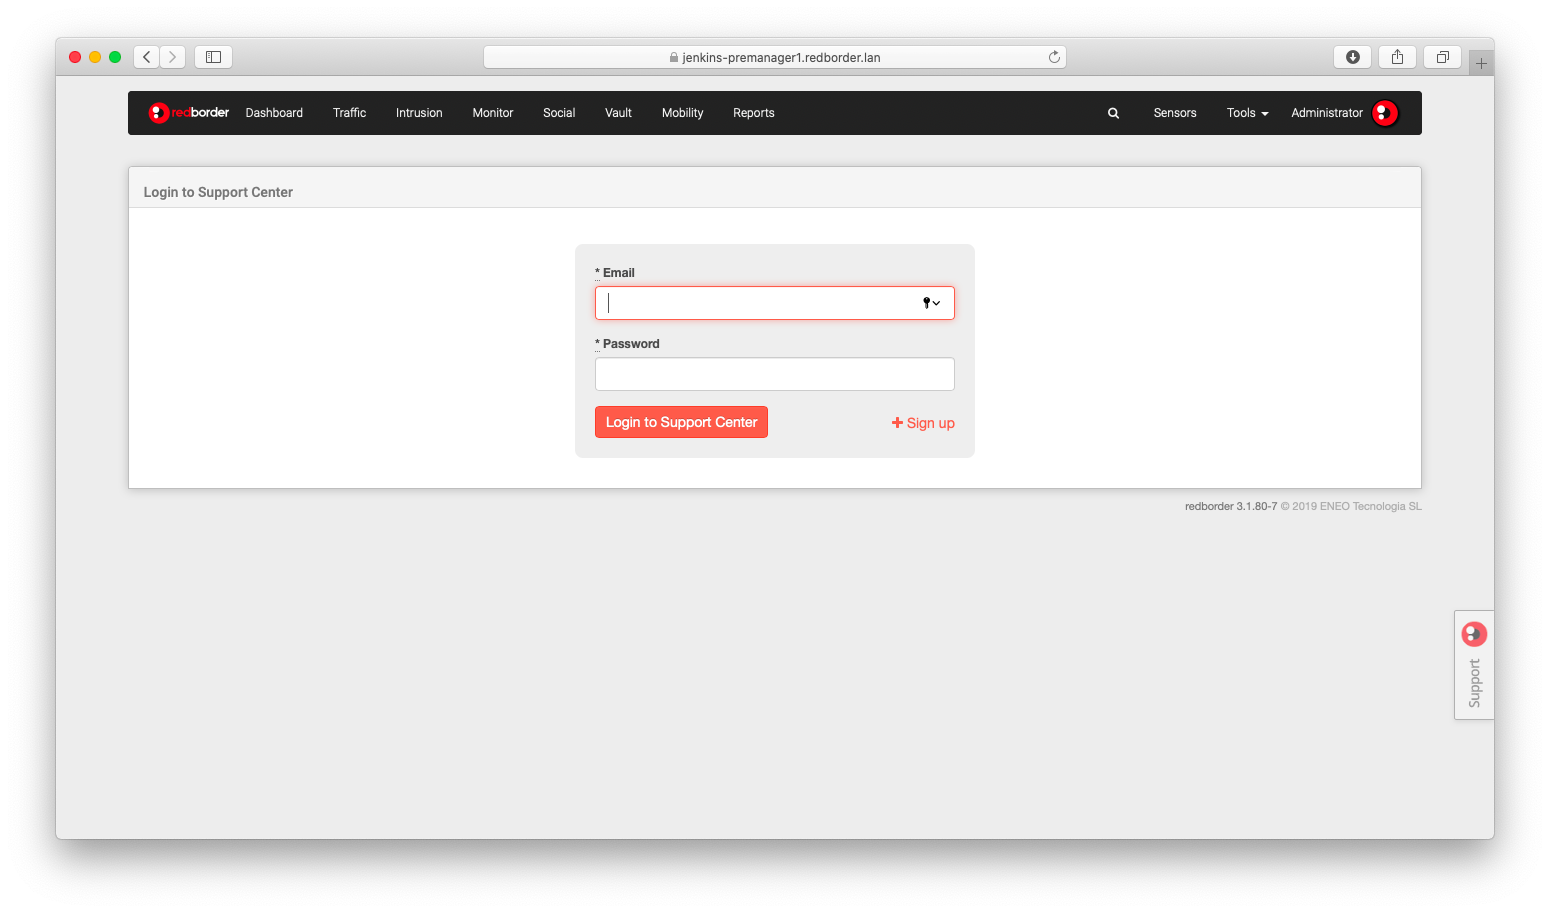 jenkins-premanager1.redborder.lan
redborder Dashboard Traffic Intrusion Monitor Social Vault Mobility Reports Sensors Tools Administrator
Login to Support Center
* Email
* Password
Login to Support Center + Sign up
redborder 3.1.80-7 © 2019 ENEO Tecnologia SL
Support